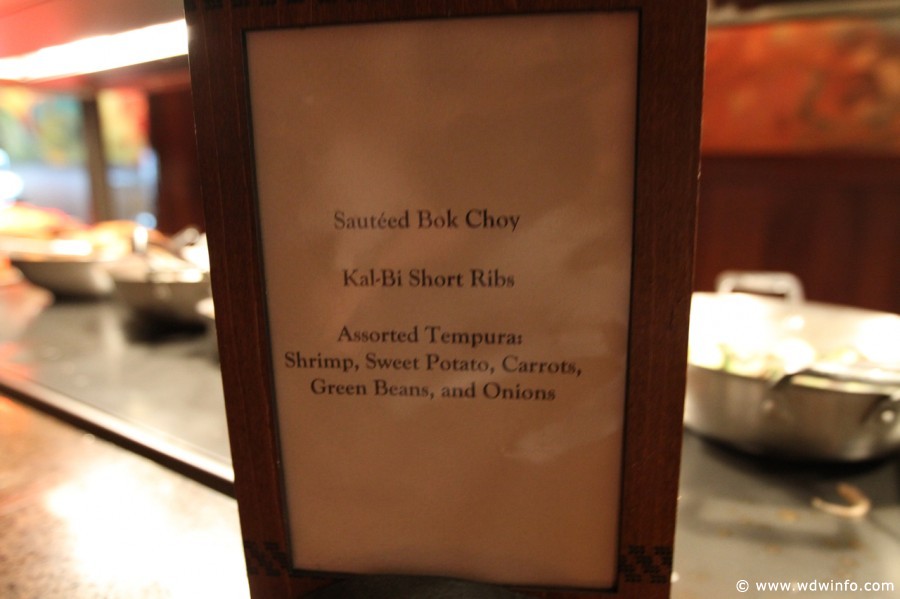 Sautéed Bok Choy
Kal-Bi Short Ribs
Assorted Tempura:
Shrimp, Sweet Potato, Carrots,
Green Beans, and Onions
© www.wdwinfo.com